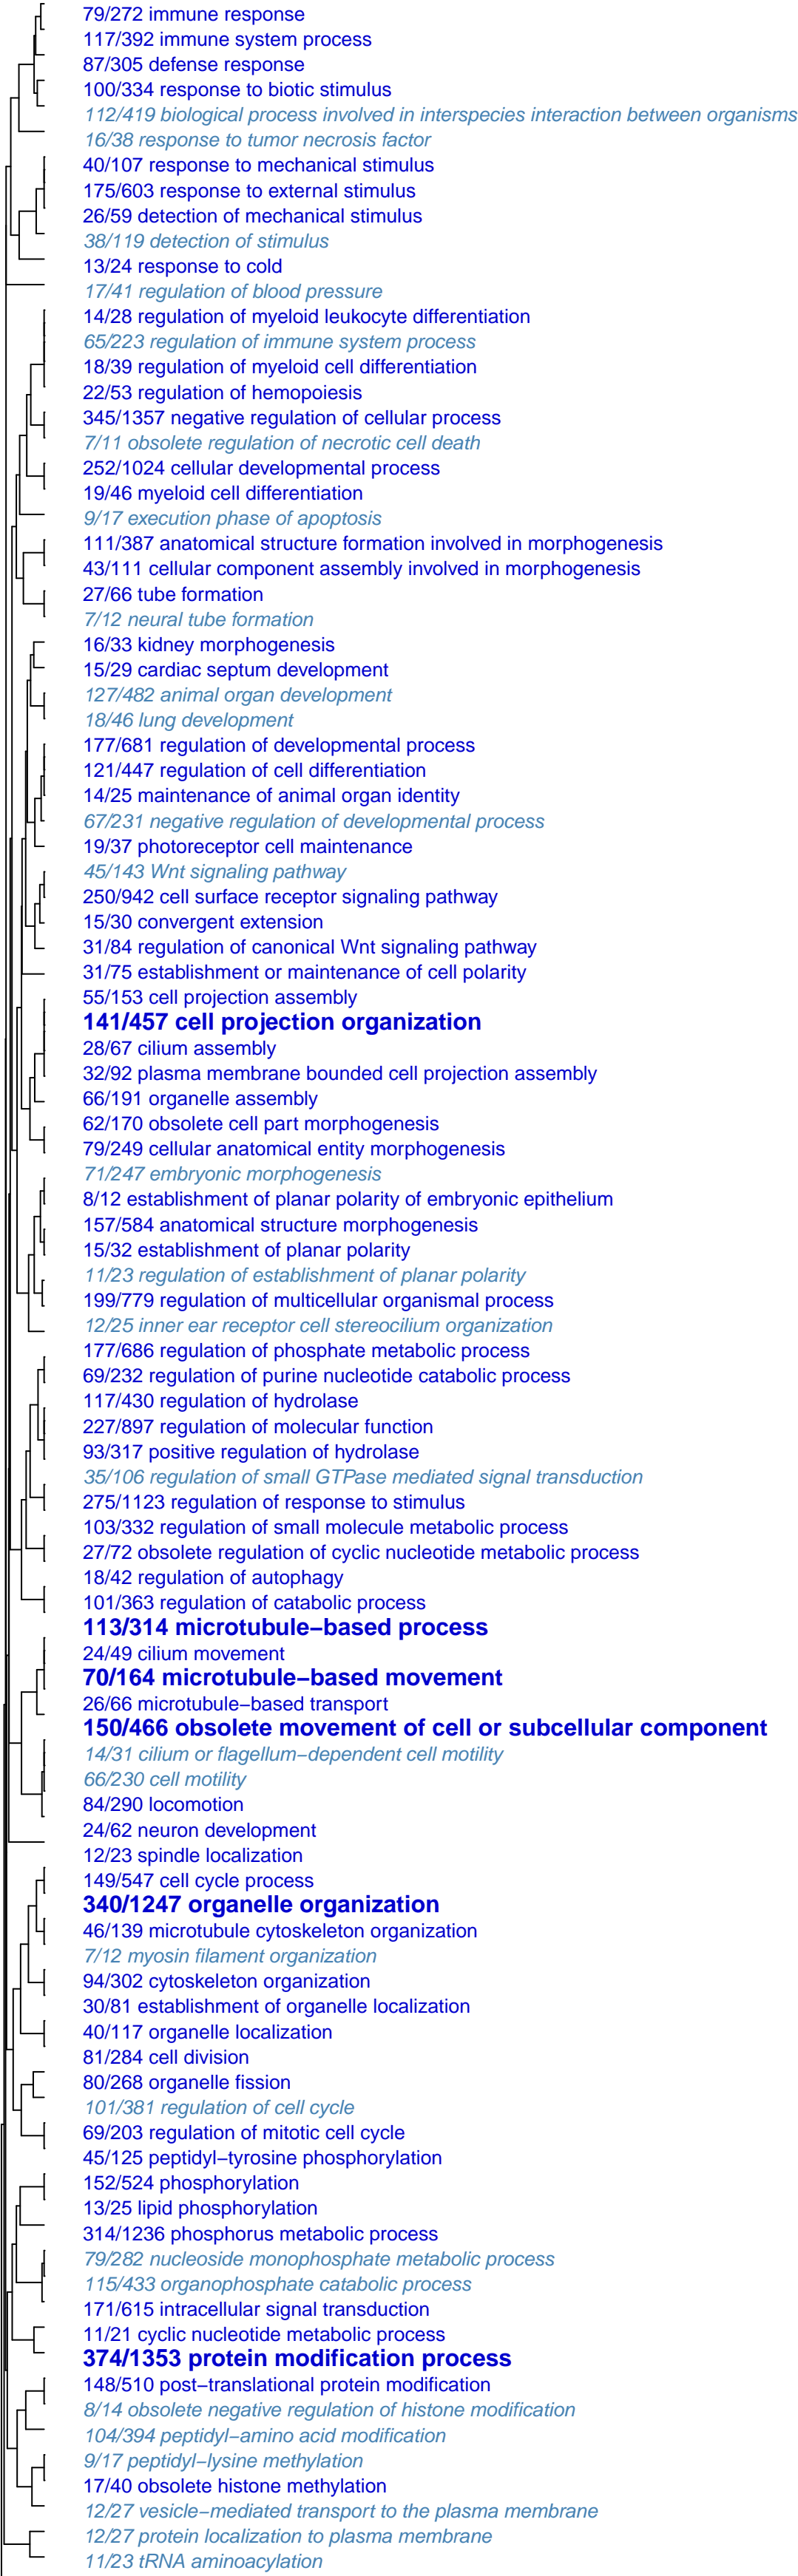 79/272 immune response
117/392 immune system process
87/305 defense response
100/334 response to biotic stimulus
112/419 biological process involved in interspecies interaction between organisms
16/38 response to tumor necrosis factor
40/107 response to mechanical stimulus
175/603 response to external stimulus
26/59 detection of mechanical stimulus
38/119 detection of stimulus
13/24 response to cold
17/41 regulation of blood pressure
14/28 regulation of myeloid leukocyte differentiation
65/223 regulation of immune system process
18/39 regulation of myeloid cell differentiation
22/53 regulation of hemopoiesis
345/1357 negative regulation of cellular process
7/11 obsolete regulation of necrotic cell death
252/1024 cellular developmental process
19/46 myeloid cell differentiation
9/17 execution phase of apoptosis
111/387 anatomical structure formation involved in morphogenesis
43/111 cellular component assembly involved in morphogenesis
27/66 tube formation
7/12 neural tube formation
16/33 kidney morphogenesis
15/29 cardiac septum development
127/482 animal organ development
18/46 lung development
177/681 regulation of developmental process
121/447 regulation of cell differentiation
14/25 maintenance of animal organ identity
67/231 negative regulation of developmental process
19/37 photoreceptor cell maintenance
45/143 Wnt signaling pathway
250/942 cell surface receptor signaling pathway
15/30 convergent extension
31/84 regulation of canonical Wnt signaling pathway
31/75 establishment or maintenance of cell polarity
55/153 cell projection assembly
141/457 cell projection organization
28/67 cilium assembly
32/92 plasma membrane bounded cell projection assembly
66/191 organelle assembly
62/170 obsolete cell part morphogenesis
79/249 cellular anatomical entity morphogenesis
71/247 embryonic morphogenesis
8/12 establishment of planar polarity of embryonic epithelium
157/584 anatomical structure morphogenesis
15/32 establishment of planar polarity
11/23 regulation of establishment of planar polarity
199/779 regulation of multicellular organismal process
12/25 inner ear receptor cell stereocilium organization
177/686 regulation of phosphate metabolic process
69/232 regulation of purine nucleotide catabolic process
117/430 regulation of hydrolase
227/897 regulation of molecular function
93/317 positive regulation of hydrolase
35/106 regulation of small GTPase mediated signal transduction
275/1123 regulation of response to stimulus
103/332 regulation of small molecule metabolic process
27/72 obsolete regulation of cyclic nucleotide metabolic process
18/42 regulation of autophagy
101/363 regulation of catabolic process
113/314 microtubule−based process
24/49 cilium movement
70/164 microtubule−based movement
26/66 microtubule−based transport
150/466 obsolete movement of cell or subcellular component
14/31 cilium or flagellum−dependent cell motility
66/230 cell motility
84/290 locomotion
24/62 neuron development
12/23 spindle localization
149/547 cell cycle process
340/1247 organelle organization
46/139 microtubule cytoskeleton organization
7/12 myosin filament organization
94/302 cytoskeleton organization
30/81 establishment of organelle localization
40/117 organelle localization
81/284 cell division
80/268 organelle fission
101/381 regulation of cell cycle
69/203 regulation of mitotic cell cycle
45/125 peptidyl−tyrosine phosphorylation
152/524 phosphorylation
13/25 lipid phosphorylation
314/1236 phosphorus metabolic process
79/282 nucleoside monophosphate metabolic process
115/433 organophosphate catabolic process
171/615 intracellular signal transduction
11/21 cyclic nucleotide metabolic process
374/1353 protein modification process
148/510 post−translational protein modification
8/14 obsolete negative regulation of histone modification
104/394 peptidyl−amino acid modification
9/17 peptidyl−lysine methylation
17/40 obsolete histone methylation
12/27 vesicle−mediated transport to the plasma membrane
12/27 protein localization to plasma membrane
11/23 tRNA aminoacylation